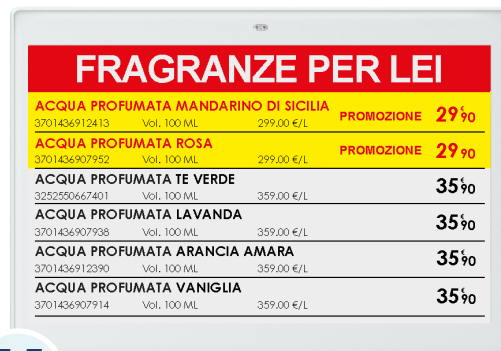 FRAGRANZE PER LEI
ACQUA PROFUMATA MANDARINO DI SICILIA PROMOZIONE 29€90
3701436912413 Vol. 100 ML 299.00 €/L
ACQUA PROFUMATA ROSA PROMOZIONE 29€90
3701436907952 Vol. 100 ML 299.00 €/L
ACQUA PROFUMATA TE VERDE 35€90
3252550667401 Vol. 100 ML 359.00 €/L
ACQUA PROFUMATA LAVANDA 35€90
3701436907938 Vol. 100 ML 359.00 €/L
ACQUA PROFUMATA ARANCIA AMARA 35€90
3701436912390 Vol. 100 ML 359.00 €/L
ACQUA PROFUMATA VANIGLIA 35€90
3701436907914 Vol. 100 ML 359.00 €/L